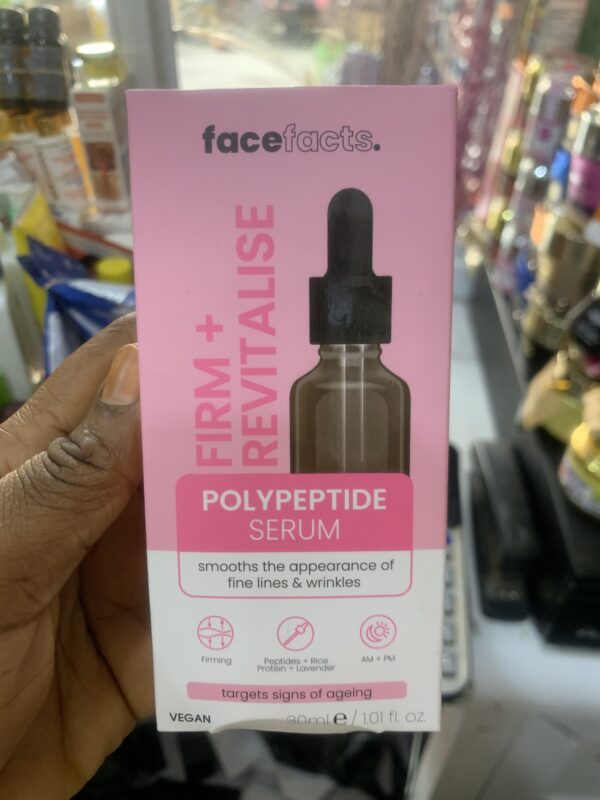 facefacts.
FIRM +
REVITALISE
POLYPEPTIDE
SERUM
smooths the appearance of
fine lines & wrinkles
Firming
Peptides + Rice
Protein + Lavender
AM + PM
targets signs of ageing
VEGAN
30ml e / 1.01 fl. oz